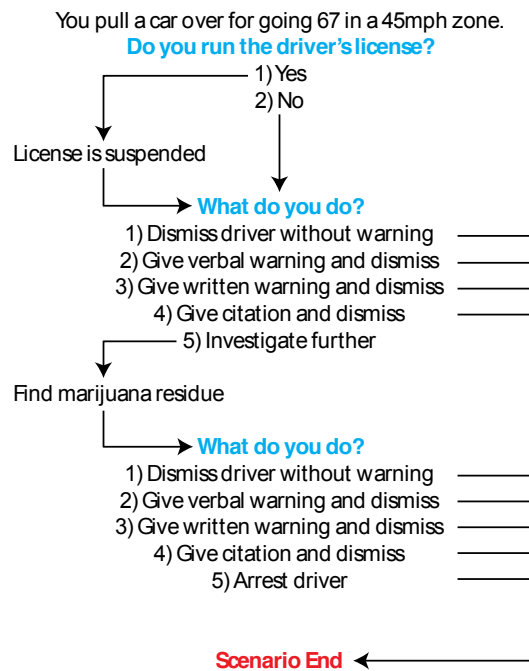 You pull a car over for going 67 in a 45mph zone.
Do you run the driver's license?
1) Yes
2) No
License is suspended
What do you do?
1) Dismiss driver without warning
2) Give verbal warning and dismiss
3) Give written warning and dismiss
4) Give citation and dismiss
5) Investigate further
Find marijuana residue
What do you do?
1) Dismiss driver without warning
2) Give verbal warning and dismiss
3) Give written warning and dismiss
4) Give citation and dismiss
5) Arrest driver
Scenario End